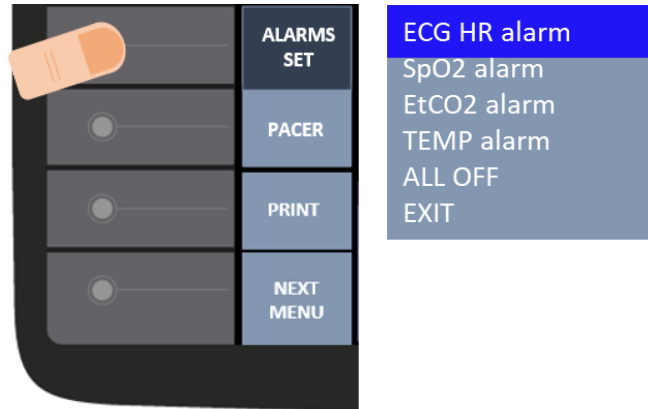 ALARMS
SET
PACER
PRINT
NEXT
MENU
ECG HR alarm
SpO2 alarm
EtCO2 alarm
TEMP alarm
ALL OFF
EXIT